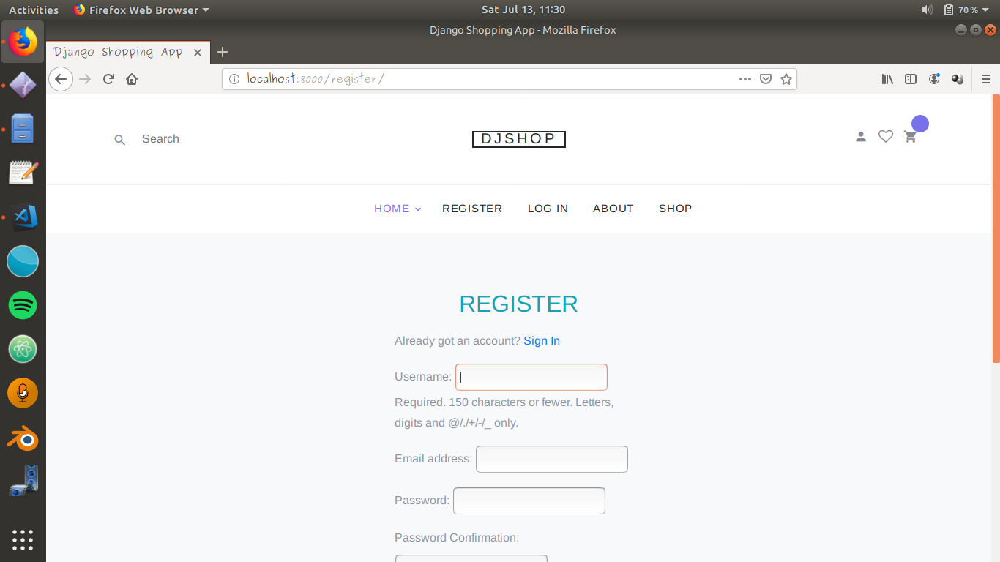 Activities Firefox Web Browser Sat Jul 13, 11:30 70 %
Django Shopping App - Mozilla Firefox
Django Shopping App
localhost:8000/register/
Search DJSHOP
HOME REGISTER LOG IN ABOUT SHOP
REGISTER
Already got an account? Sign In
Username:
Required. 150 characters or fewer. Letters,
digits and @/./+/-/_ only.
Email address:
Password:
Password Confirmation: